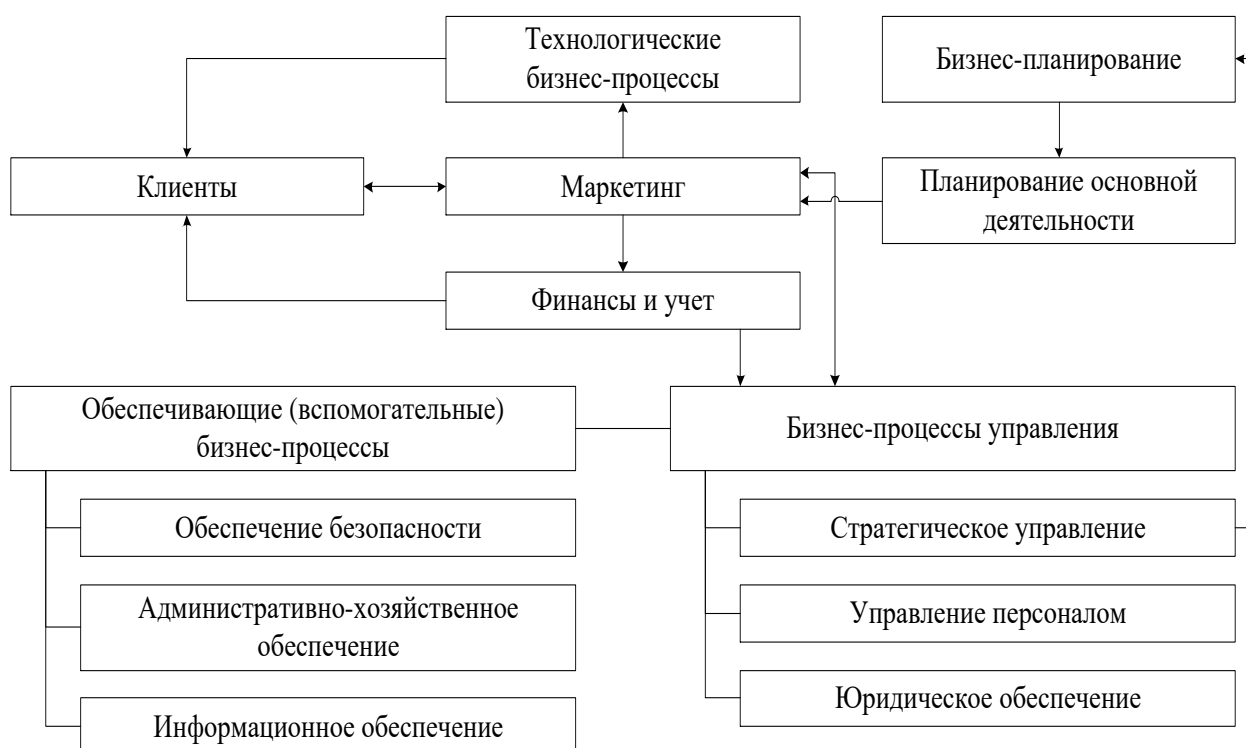 Технологические
бизнес-процессы
Бизнес-планирование
Клиенты
Маркетинг
Планирование основной
деятельности
Финансы и учет
Обеспечивающие (вспомогательные)
бизнес-процессы
Бизнес-процессы управления
Обеспечение безопасности
Стратегическое управление
Административно-хозяйственное
обеспечение
Управление персоналом
Информационное обеспечение
Юридическое обеспечение